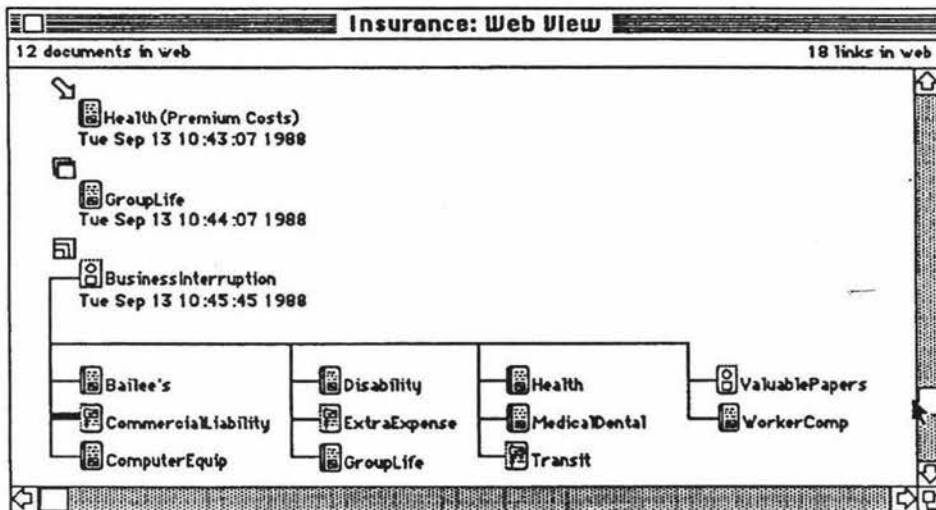 Insurance: Web View
12 documents in web 18 links in web
Health (Premium Costs)
Tue Sep 13 10:43:07 1988
GroupLife
Tue Sep 13 10:44:07 1988
BusinessInterruption
Tue Sep 13 10:45:45 1988
Bailee's Disability Health ValuablePapers
CommercialLiability ExtraExpense MedicalDental WorkerComp
ComputerEquip GroupLife Transit